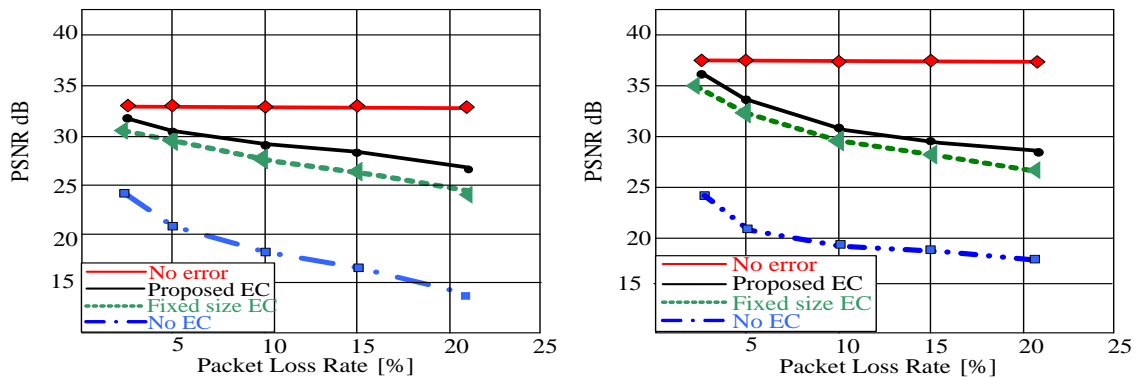 40
35
30
25
20
15
PSNR dB
No error
Proposed EC
Fixed size EC
No EC
5 10 15 20 25
Packet Loss Rate [%]
40
35
30
25
20
15
PSNR dB
No error
Proposed EC
Fixed size EC
No EC
5 10 15 20 25
Packet Loss Rate [%]